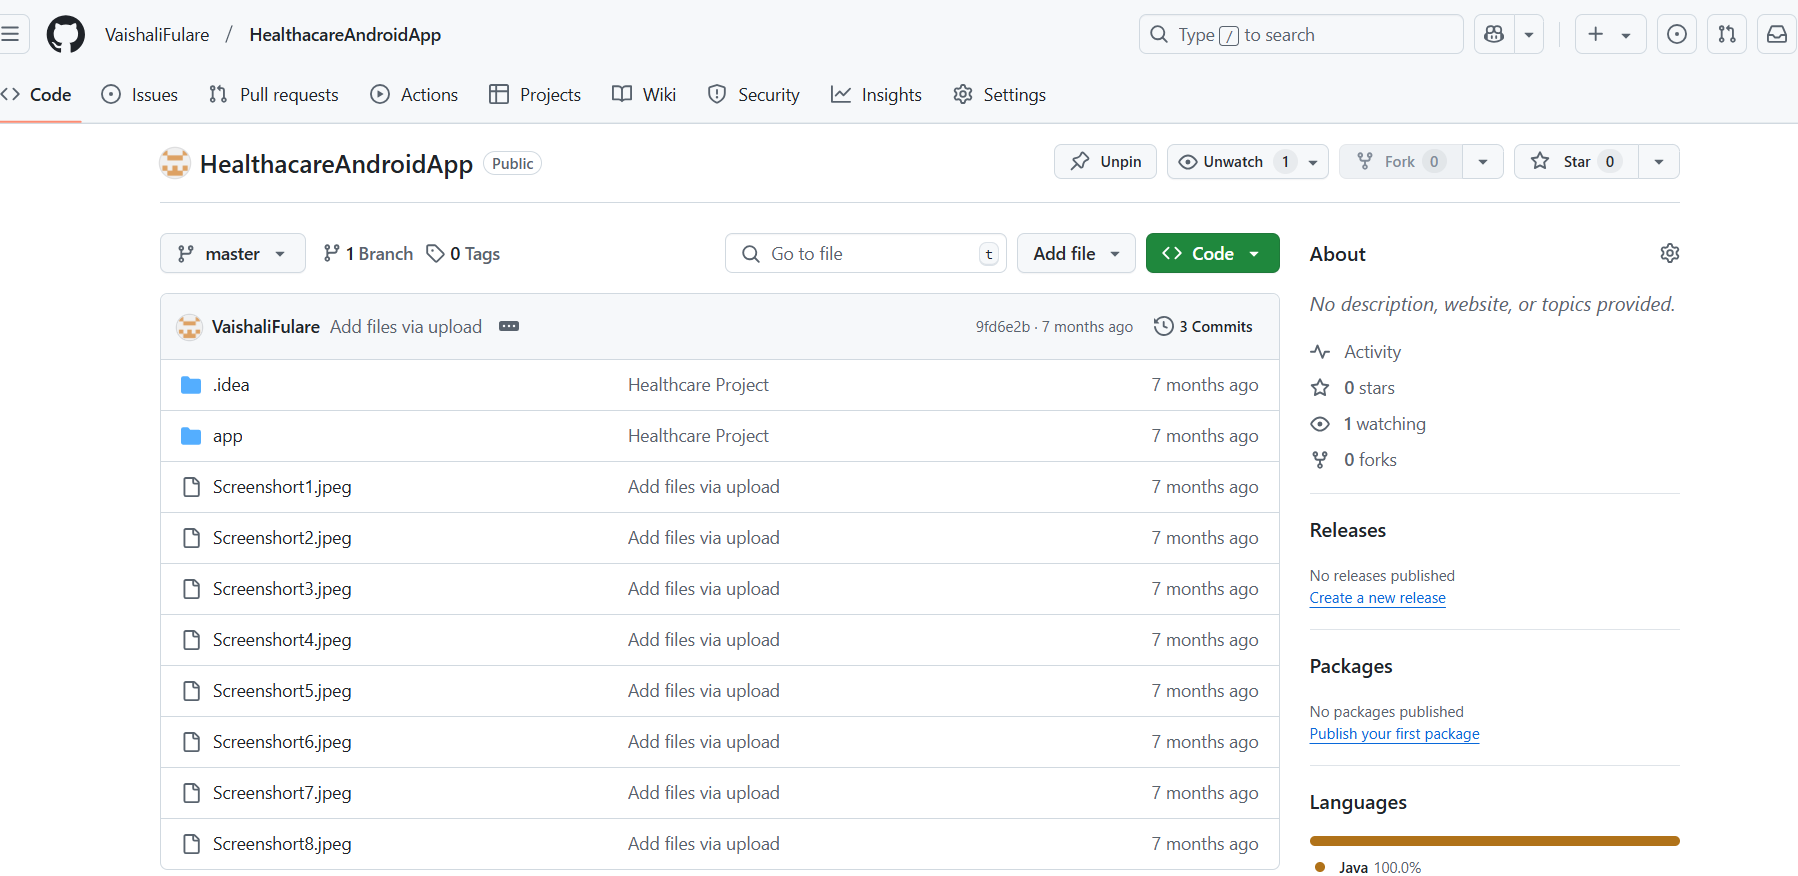 VaishaliFulare / HealthacareAndroidApp
Type / to search
Code Issues Pull requests Actions Projects Wiki Security Insights Settings
HealthacareAndroidApp Public
Unpin Unwatch 1 Fork 0 Star 0
master 1 Branch 0 Tags
Go to file t Add file Code
VaishaliFulare Add files via upload 9fd6e2b · 7 months ago 3 Commits
.idea Healthcare Project 7 months ago
app Healthcare Project 7 months ago
Screenshort1.jpeg Add files via upload 7 months ago
Screenshort2.jpeg Add files via upload 7 months ago
Screenshort3.jpeg Add files via upload 7 months ago
Screenshort4.jpeg Add files via upload 7 months ago
Screenshort5.jpeg Add files via upload 7 months ago
Screenshort6.jpeg Add files via upload 7 months ago
Screenshort7.jpeg Add files via upload 7 months ago
Screenshort8.jpeg Add files via upload 7 months ago
About
No description, website, or topics provided.
Activity
0 stars
1 watching
0 forks
Releases
No releases published
Create a new release
Packages
No packages published
Publish your first package
Languages
Java 100.0%